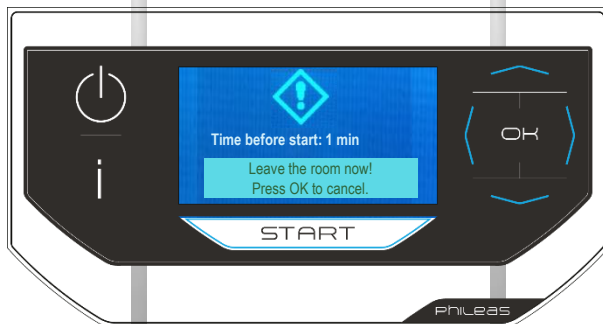 Time before start: 1 min
Leave the room now!
Press OK to cancel.
i
OK
START
PHILEAS